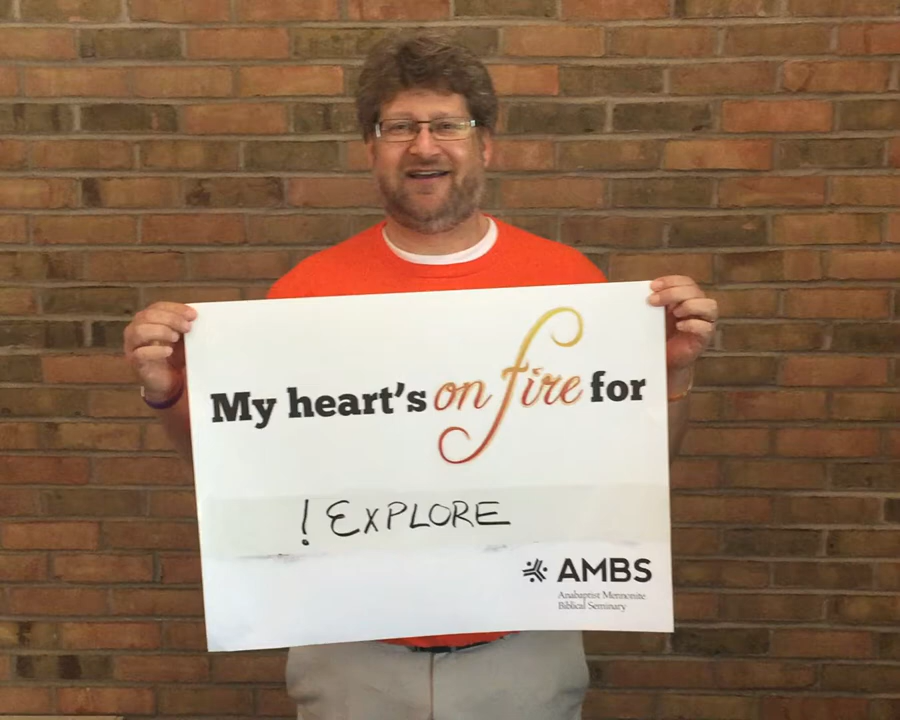 My heart's on fire for
! EXPLORE
AMBS
Anabaptist Mennonite
Biblical Seminary